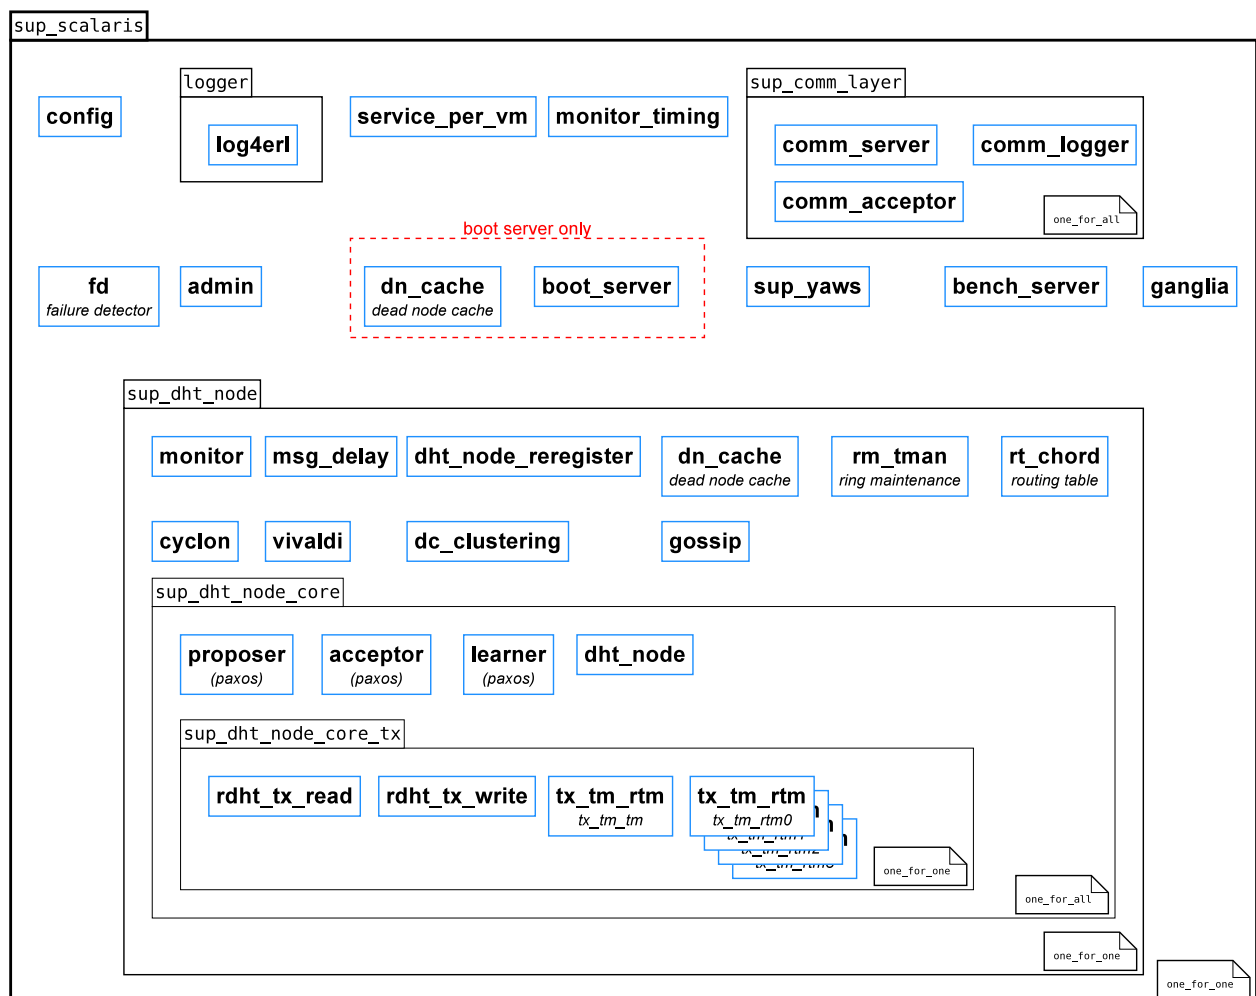 sup_scalaris
logger
sup_comm_layer
config
service_per_vm
monitor_timing
log4erl
comm_server
comm_logger
comm_acceptor
one_for_all
boot server only
fd
failure detector
admin
dn_cache
dead node cache
boot_server
sup_yaws
bench_server
ganglia
sup_dht_node
monitor
msg_delay
dht_node_reregister
dn_cache
dead node cache
rm_tman
ring maintenance
rt_chord
routing table
cyclon
vivaldi
dc_clustering
gossip
sup_dht_node_core
proposer
(paxos)
acceptor
(paxos)
learner
(paxos)
dht_node
sup_dht_node_core_tx
rdht_tx_read
rdht_tx_write
tx_tm_rtm
tx_tm_tm
tx_tm_rtm
tx_tm_rtm0
one_for_one
one_for_all
one_for_one
one_for_one